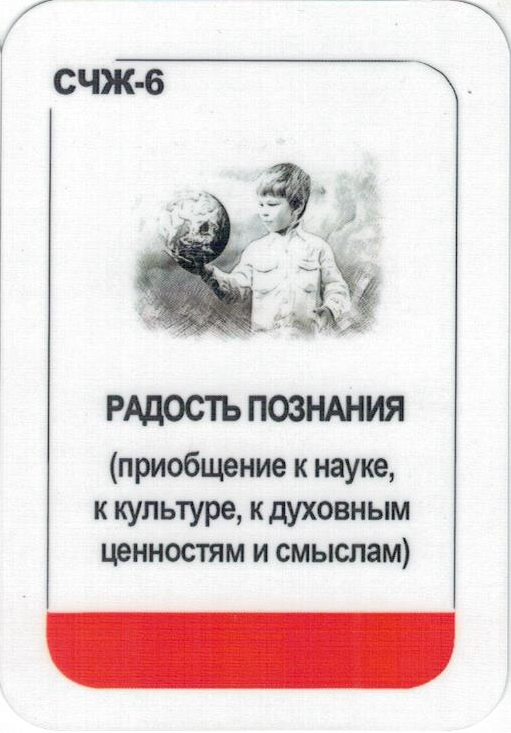 СЧЖ-6
РАДОСТЬ ПОЗНАНИЯ
(приобщение к науке,
к культуре, к духовным
ценностям и смыслам)